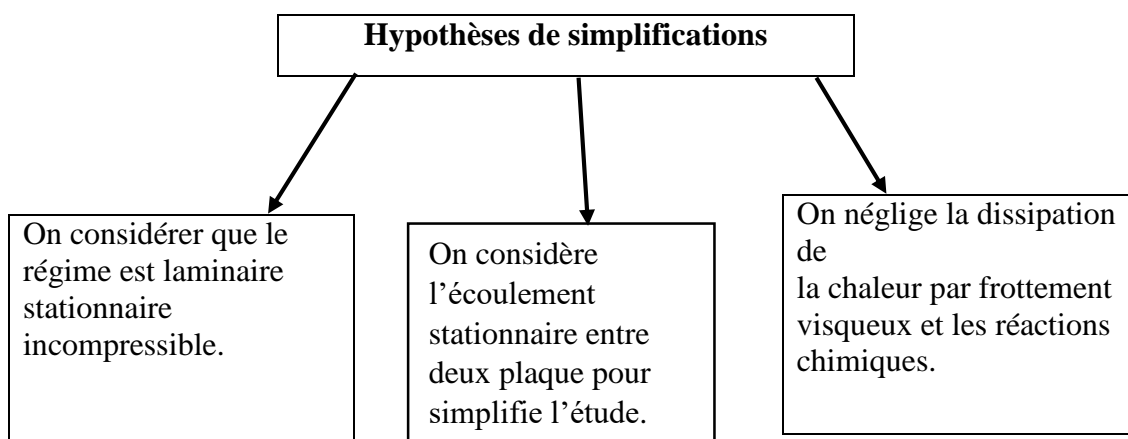 Hypothèses de simplifications
On considérer que le
régime est laminaire
stationnaire
incompressible.
On considère
l’écoulement
stationnaire entre
deux plaque pour
simplifie l’étude.
On néglige la dissipation
de
la chaleur par frottement
visqueux et les réactions
chimiques.